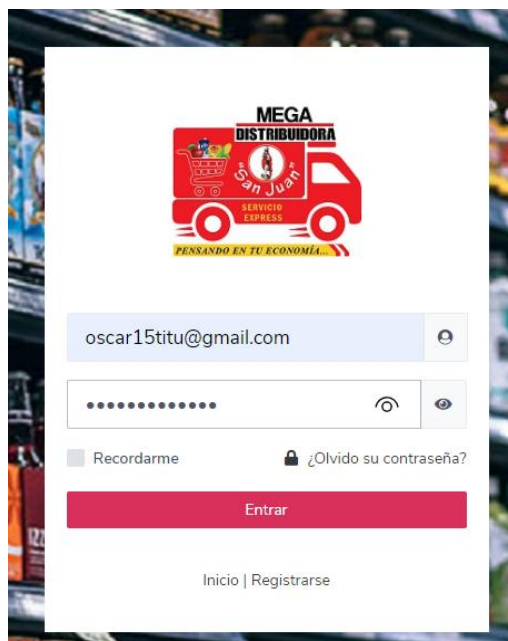 MEGA
DISTRIBUIDORA
"San Juan"
SERVICIO
EXPRESS
PENSANDO EN TU ECONOMÍA...
oscar15titu@gmail.com
•••••••••••••
Recordarme ¿Olvido su contraseña?
Entrar
Inicio | Registrarse